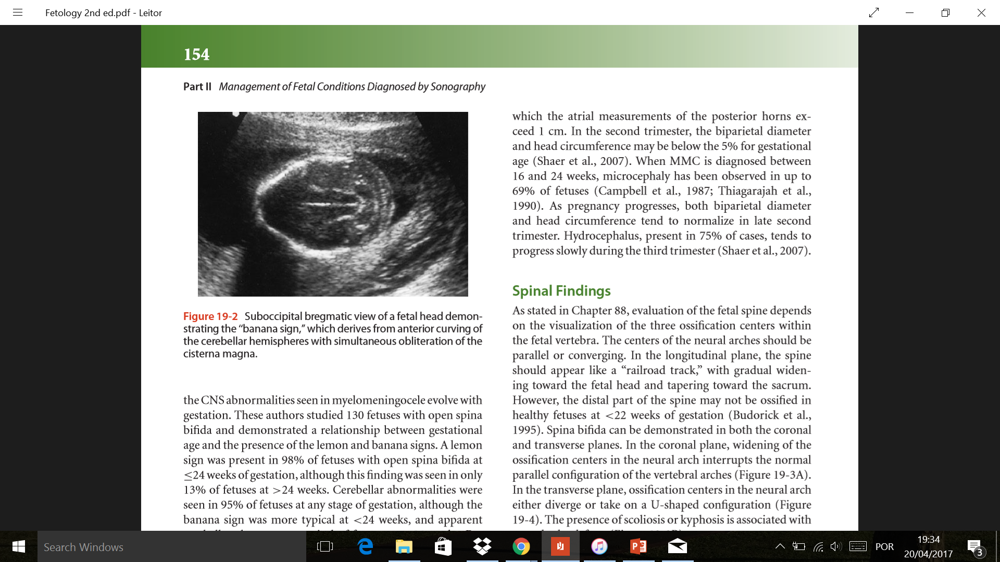 Fetology 2nd ed.pdf - Leitor
154
Part II Management of Fetal Conditions Diagnosed by Sonography
Figure 19-2 Suboccipital bregmatic view of a fetal head demon-
strating the “banana sign,” which derives from anterior curving of
the cerebellar hemispheres with simultaneous obliteration of the
cisterna magna.
the CNS abnormalities seen in myelomeningocele evolve with
gestation. These authors studied 130 fetuses with open spina
bifida and demonstrated a relationship between gestational
age and the presence of the lemon and banana signs. A lemon
sign was present in 98% of fetuses with open spina bifida at
≤24 weeks of gestation, although this finding was seen in only
13% of fetuses at >24 weeks. Cerebellar abnormalities were
seen in 95% of fetuses at any stage of gestation, although the
banana sign was more typical at <24 weeks, and apparent
which the atrial measurements of the posterior horns ex-
ceed 1 cm. In the second trimester, the biparietal diameter
and head circumference may be below the 5% for gestational
age (Shaer et al., 2007). When MMC is diagnosed between
16 and 24 weeks, microcephaly has been observed in up to
69% of fetuses (Campbell et al., 1987; Thiagarajah et al.,
1990). As pregnancy progresses, both biparietal diameter
and head circumference tend to normalize in late second
trimester. Hydrocephalus, present in 75% of cases, tends to
progress slowly during the third trimester (Shaer et al., 2007).
Spinal Findings
As stated in Chapter 88, evaluation of the fetal spine depends
on the visualization of the three ossification centers within
the fetal vertebra. The centers of the neural arches should be
parallel or converging. In the longitudinal plane, the spine
should appear like a “railroad track,” with gradual widen-
ing toward the fetal head and tapering toward the sacrum.
However, the distal part of the spine may not be ossified in
healthy fetuses at <22 weeks of gestation (Budorick et al.,
1995). Spina bifida can be demonstrated in both the coronal
and transverse planes. In the coronal plane, widening of the
ossification centers in the neural arch interrupts the normal
parallel configuration of the vertebral arches (Figure 19-3A).
In the transverse plane, ossification centers in the neural arch
either diverge or take on a U-shaped configuration (Figure
19-4). The presence of scoliosis or kyphosis is associated with
Search Windows
POR
19:34
20/04/2017
3